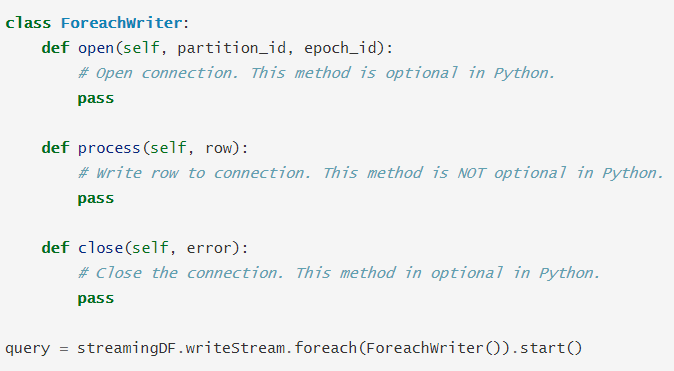 class ForeachWriter:
    def open(self, partition_id, epoch_id):
        # Open connection. This method is optional in Python.
        pass

    def process(self, row):
        # Write row to connection. This method is NOT optional in Python.
        pass

    def close(self, error):
        # Close the connection. This method in optional in Python.
        pass

query = streamingDF.writeStream.foreach(ForeachWriter()).start()